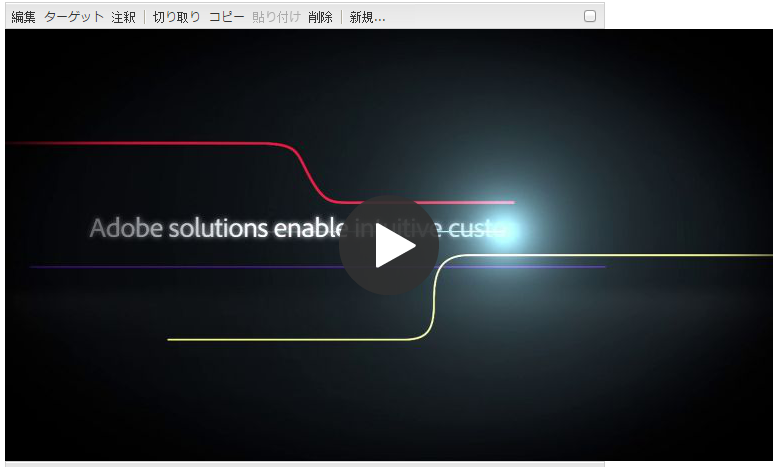 編集 ターゲット 注釈 切り取り コピー 貼り付け 削除 新規...
Adobe solutions enable intuitive custo